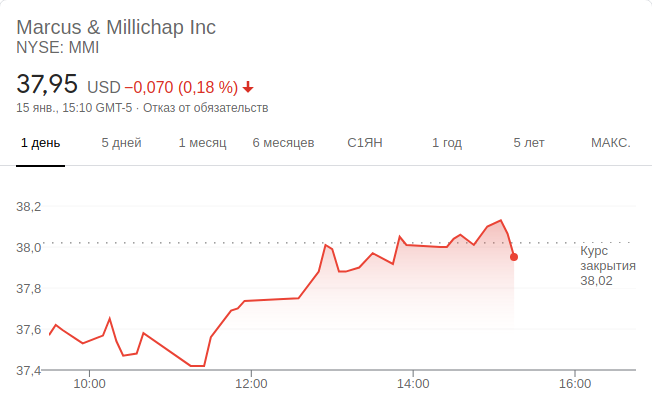 Marcus & Millichap Inc
NYSE: MMI
37,95 USD −0,070 (0,18 %)
15 янв., 15:10 GMT-5 · Отказ от обязательств
1 день 5 дней 1 месяц 6 месяцев С1ЯН 1 год 5 лет МАКС.
38,2
38,0
Курс
закрытия
38,02
37,8
37,6
37,4
10:00 12:00 14:00 16:00